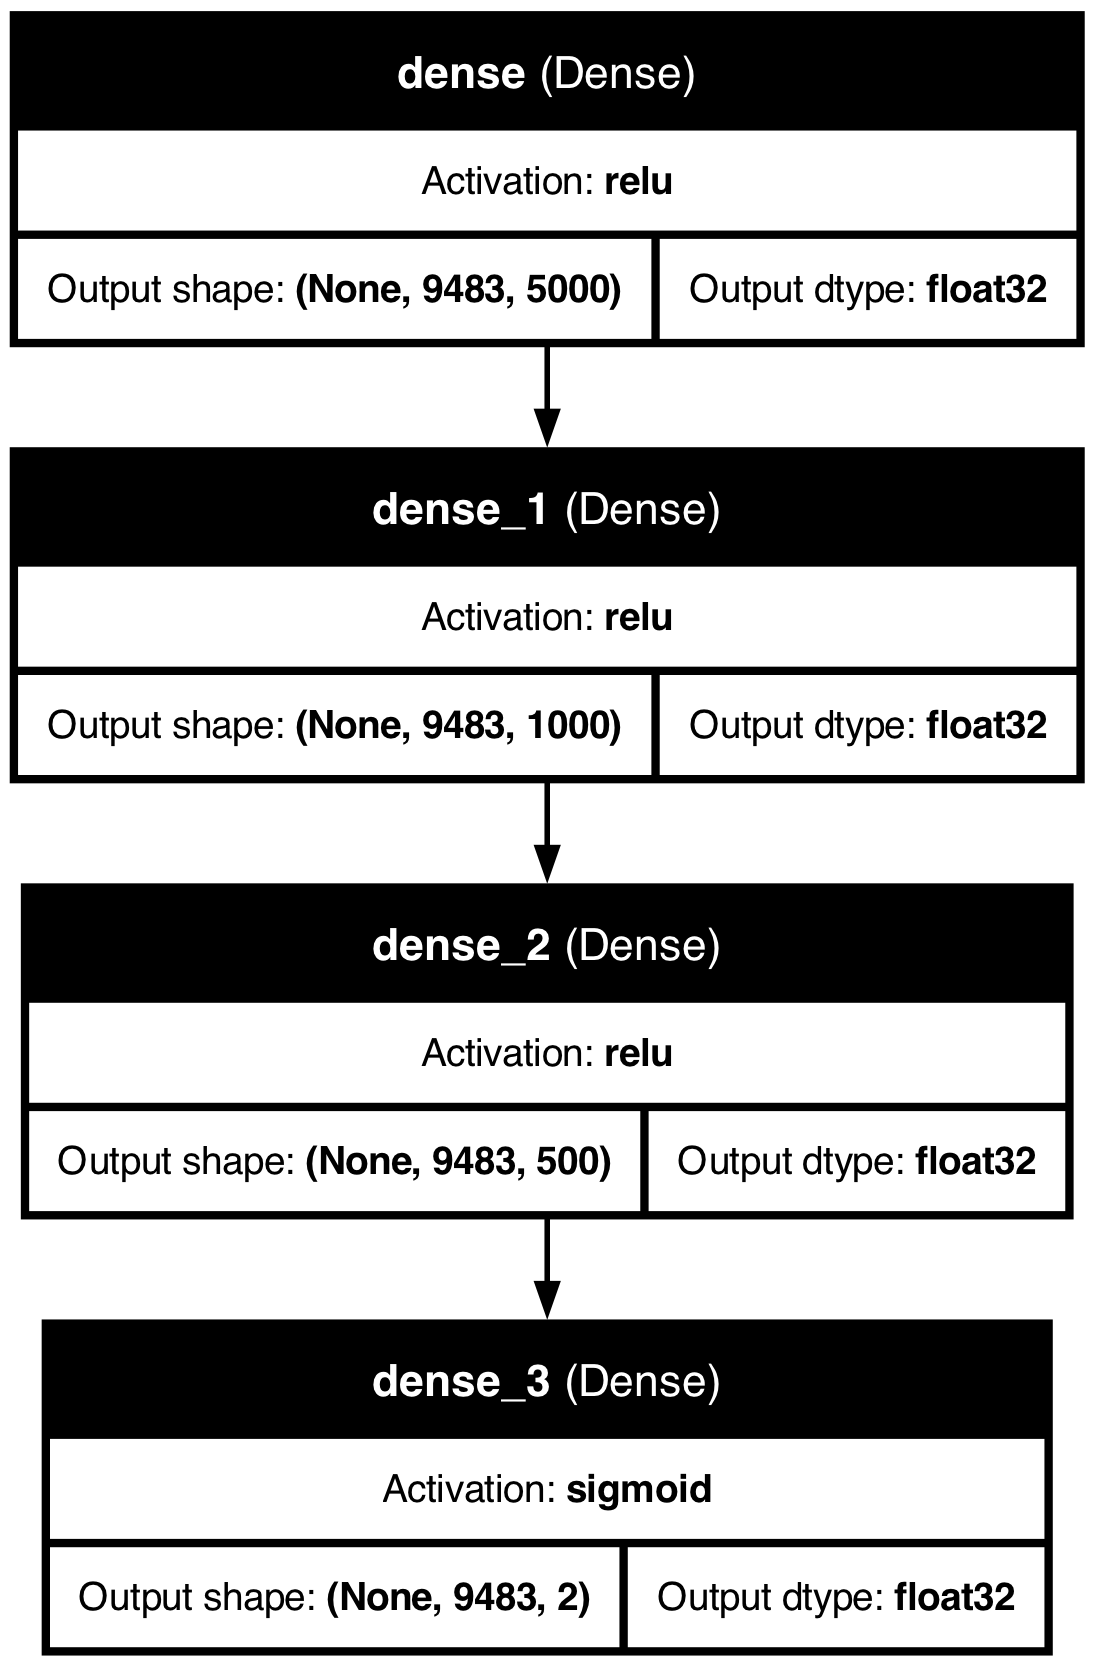 dense (Dense)
Activation: relu
Output shape: (None, 9483, 5000) Output dtype: float32
dense_1 (Dense)
Activation: relu
Output shape: (None, 9483, 1000) Output dtype: float32
dense_2 (Dense)
Activation: relu
Output shape: (None, 9483, 500) Output dtype: float32
dense_3 (Dense)
Activation: sigmoid
Output shape: (None, 9483, 2) Output dtype: float32